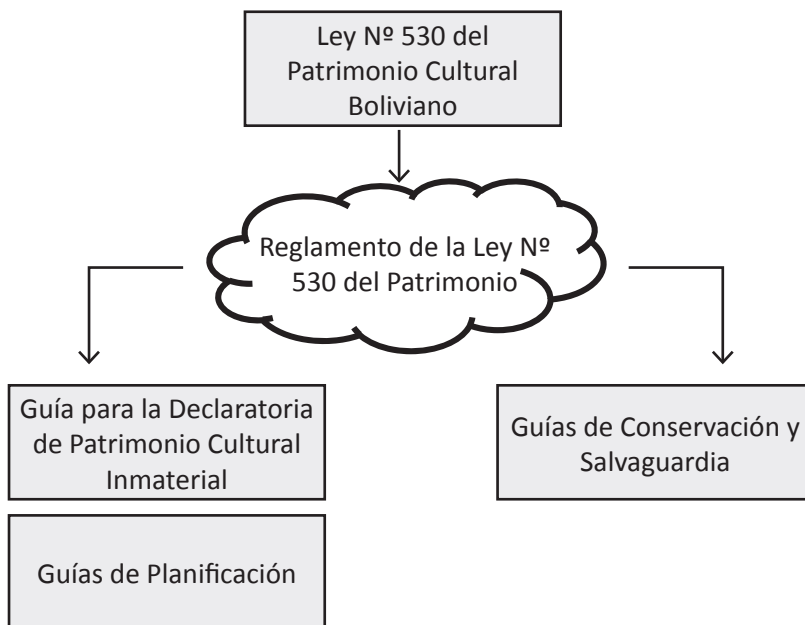 Ley Nº 530 del
Patrimonio Cultural
Boliviano
Reglamento de la Ley Nº
530 del Patrimonio
Guía para la Declaratoria
de Patrimonio Cultural
Inmaterial
Guías de Conservación y
Salvaguardia
Guías de Planificación